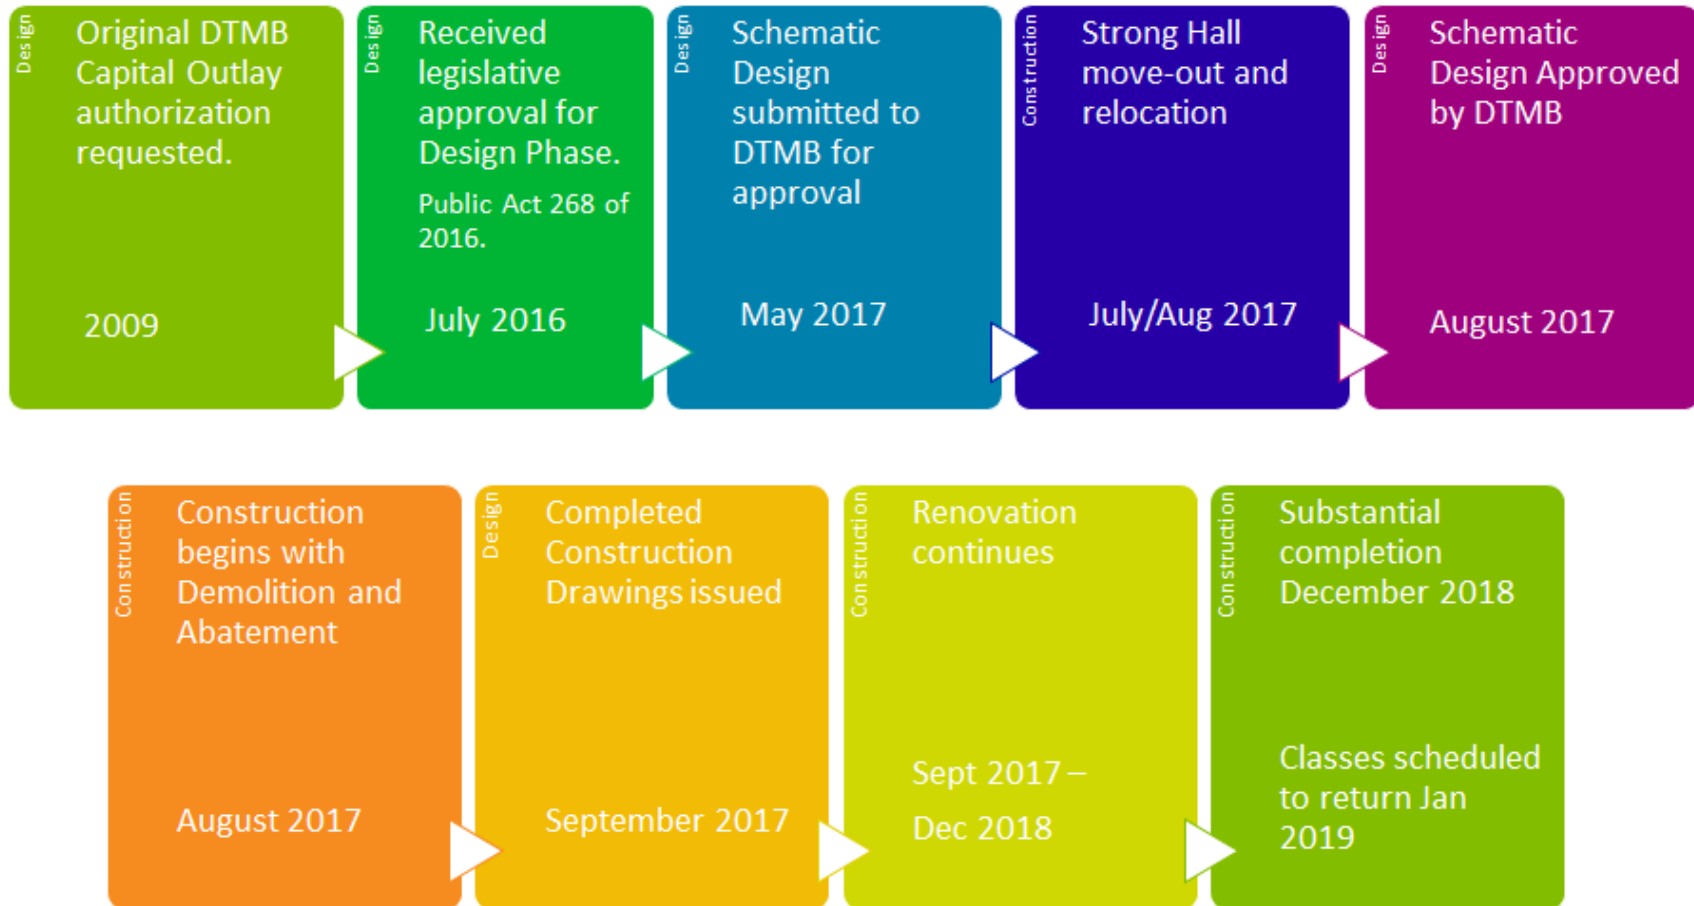 Design
Original DTMB
Capital Outlay
authorization
requested.
2009
Design
Received
legislative
approval for
Design Phase.
Public Act 268 of
2016.
July 2016
Design
Schematic
Design
submitted to
DTMB for
approval
May 2017
Construction
Strong Hall
move-out and
relocation
July/Aug 2017
Design
Schematic
Design Approved
by DTMB
August 2017
Construction
Construction
begins with
Demolition and
Abatement
August 2017
Design
Completed
Construction
Drawings issued
September 2017
Construction
Renovation
continues
Sept 2017 –
Dec 2018
Construction
Substantial
completion
December 2018
Classes scheduled
to return Jan
2019